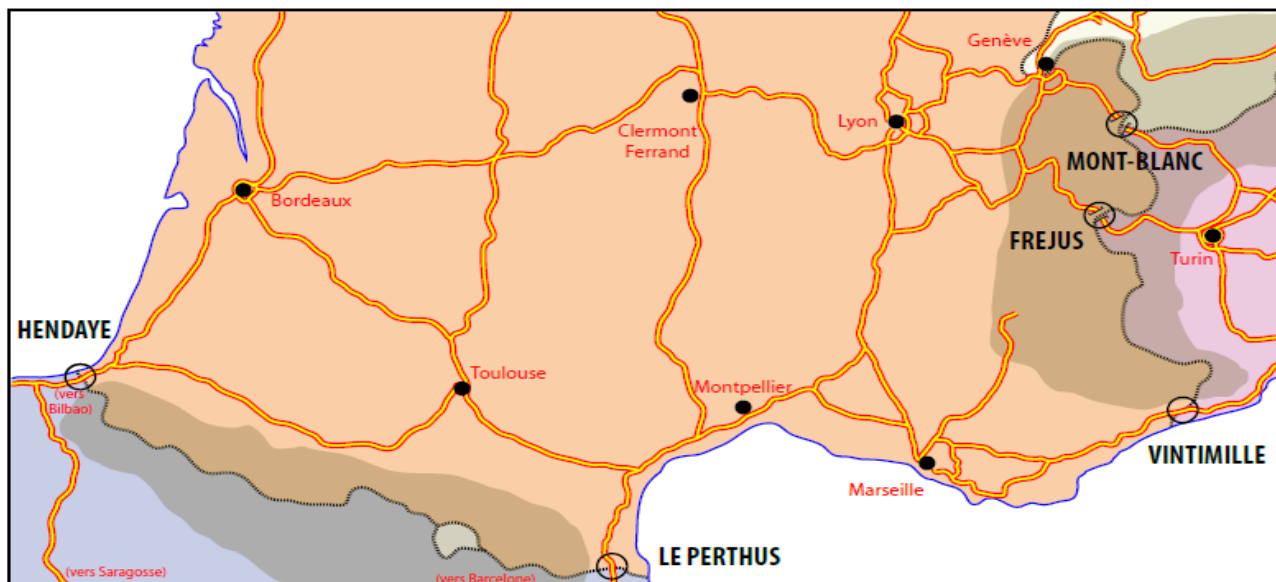 Genève
Clermont
Ferrand
Lyon
MONT-BLANC
Bordeaux
FREJUS
Turin
HENDAYE
Toulouse
(vers
Bilbao)
Montpellier
VINTIMILLE
Marseille
LE PERTHUS
(vers Saragosse)
(vers Barcelone)